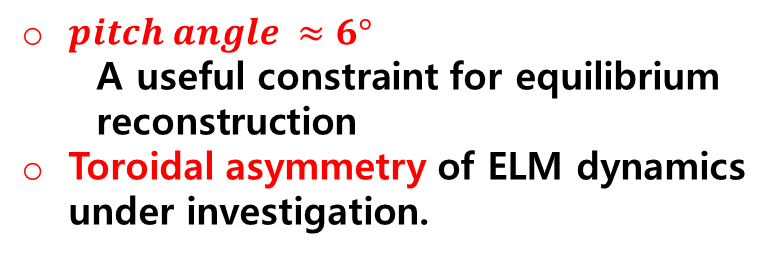 ○ pitch angle ≈ 6°
A useful constraint for equilibrium
reconstruction
○ Toroidal asymmetry of ELM dynamics
under investigation.